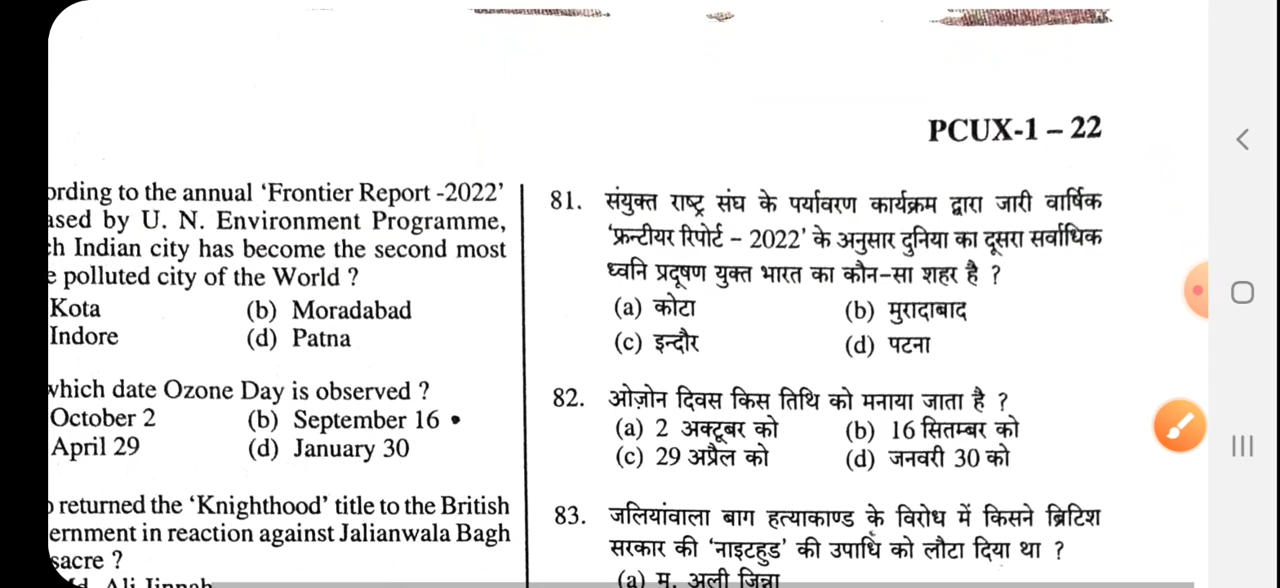 PCUX-1 – 22
ording to the annual ‘Frontier Report -2022’
ased by U. N. Environment Programme,
ch Indian city has become the second most
e polluted city of the World ?
Kota (b) Moradabad
Indore (d) Patna
which date Ozone Day is observed ?
October 2 (b) September 16
April 29 (d) January 30
returned the ‘Knighthood’ title to the British
ernment in reaction against Jalianwala Bagh
sacre ?
Ali Jinnah
81. संयुक्त राष्ट्र संघ के पर्यावरण कार्यक्रम द्वारा जारी वार्षिक
‘फ्रन्टीयर रिपोर्ट – 2022’ के अनुसार दुनिया का दूसरा सर्वाधिक
ध्वनि प्रदूषण युक्त भारत का कौन-सा शहर है ?
(a) कोटा (b) मुरादाबाद
(c) इन्दौर (d) पटना
82. ओज़ोन दिवस किस तिथि को मनाया जाता है ?
(a) 2 अक्टूबर को (b) 16 सितम्बर को
(c) 29 अप्रैल को (d) जनवरी 30 को
83. जलियांवाला बाग हत्याकाण्ड के विरोध में किसने ब्रिटिश
सरकार की ‘नाइटहुड’ की उपाधि को लौटा दिया था ?
(a) म. अली जिन्ना